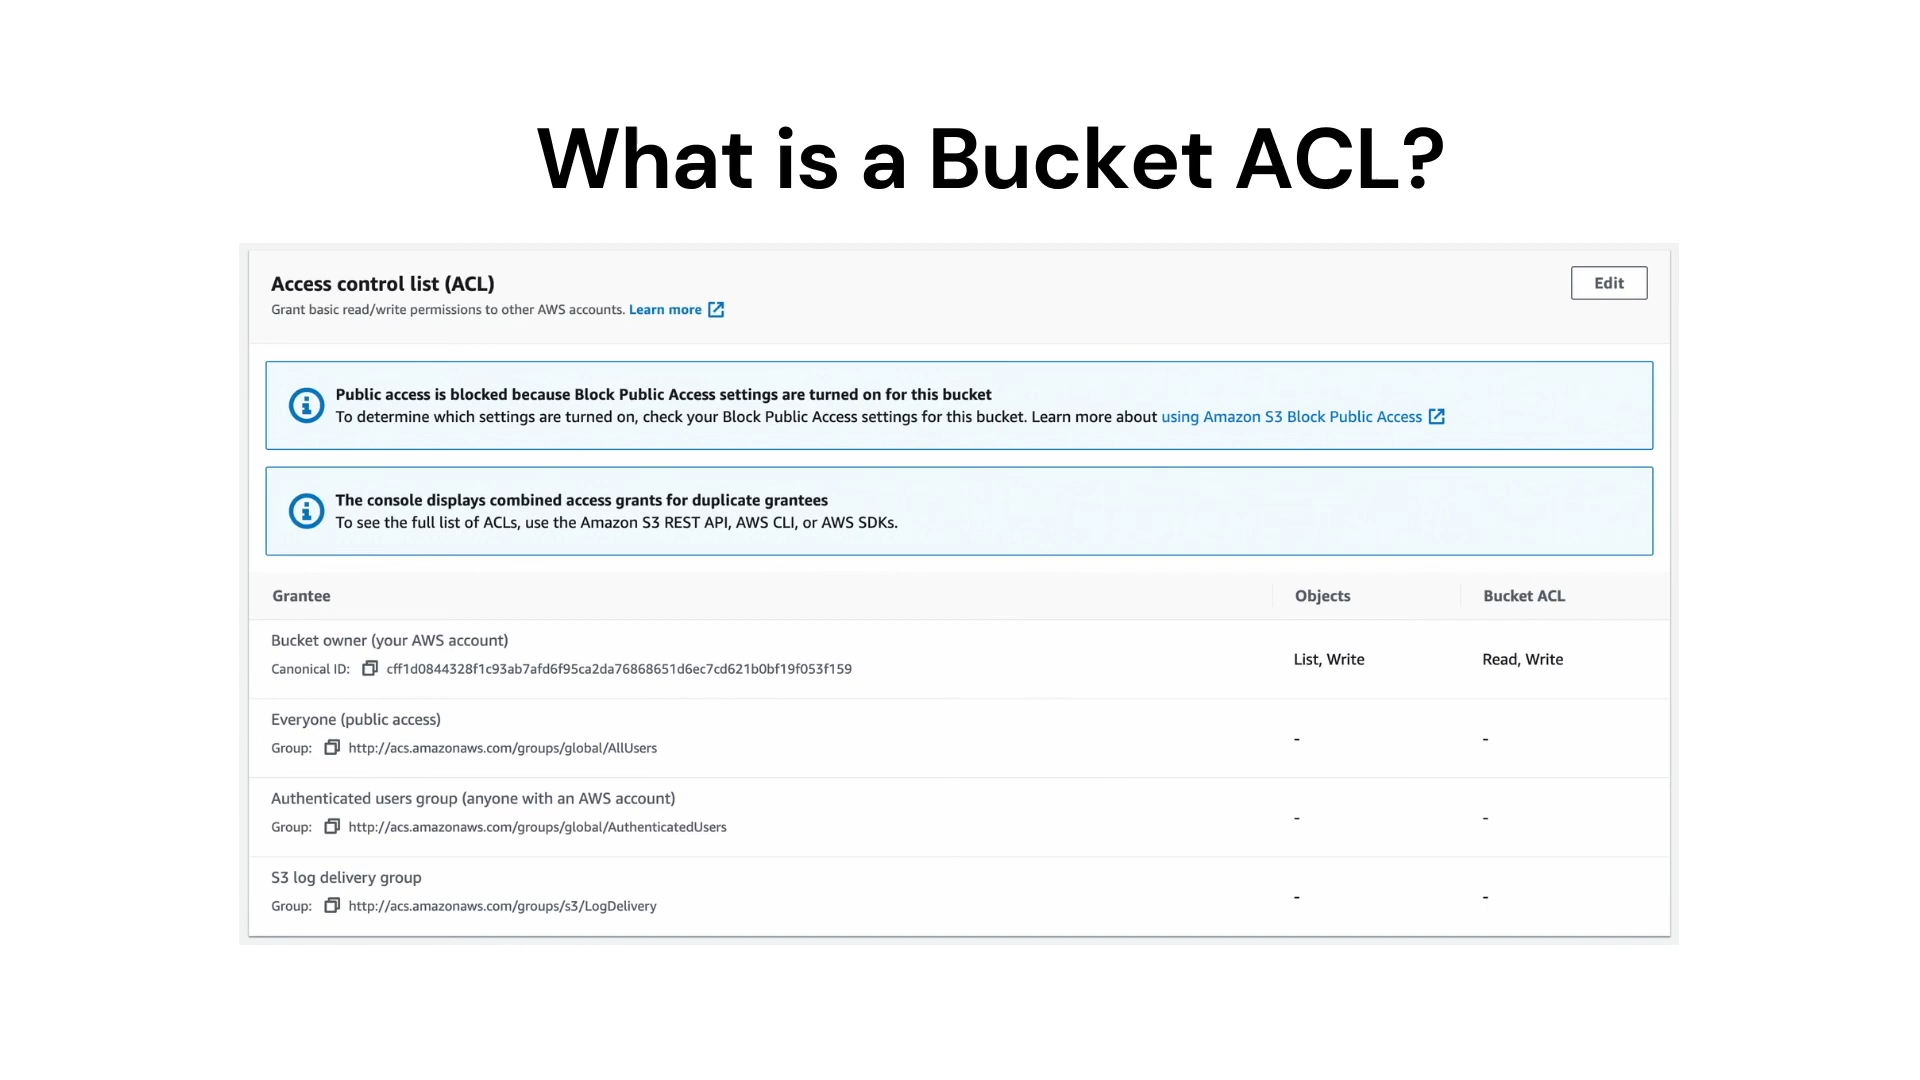 What is a Bucket ACL?
Access control list (ACL)
Edit
Grant basic read/write permissions to other AWS accounts. Learn more
Public access is blocked because Block Public Access settings are turned on for this bucket
To determine which settings are turned on, check your Block Public Access settings for this bucket. Learn more about using Amazon S3 Block Public Access
The console displays combined access grants for duplicate grantees
To see the full list of ACLs, use the Amazon S3 REST API, AWS CLI, or AWS SDKs.
Grantee Objects Bucket ACL
Bucket owner (your AWS account)
Canonical ID: cff1d0844328f1c93ab7afd6f95ca2da76868651d6ec7cd621b0bf19f053f159
List, Write Read, Write
Everyone (public access)
Group: http://acs.amazonaws.com/groups/global/AllUsers
- -
Authenticated users group (anyone with an AWS account)
Group: http://acs.amazonaws.com/groups/global/AuthenticatedUsers
- -
S3 log delivery group
Group: http://acs.amazonaws.com/groups/s3/LogDelivery
- -